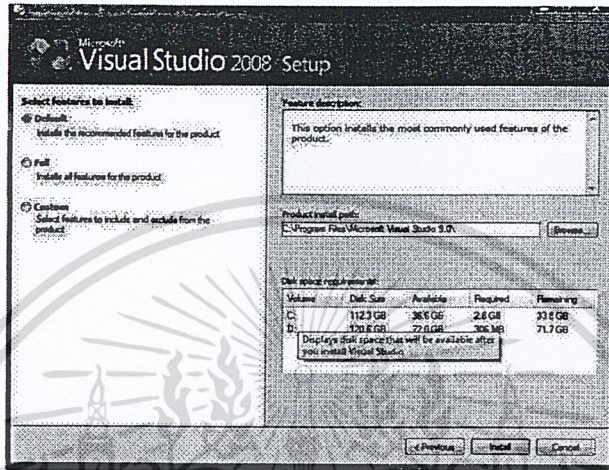 Microsoft
Visual Studio 2008 Setup
Select features to install:
Default
Installs the recommended features for the product
Full
Installs all features for the product
Custom
Select features to include and exclude from the
product
Feature description:
This option installs the most commonly used features of the
product.
Product install path:
C:\Program Files\Microsoft Visual Studio 9.0\
Browse...
Disk space requirements:
Volume Disk Size Available Required Remaining
C: 112.3 GB 36.6 GB 2.8 GB 33.8 GB
D: 120.6 GB 72.0 GB 306 MB 71.7 GB
Displays disk space that will be available after
you install Visual Studio
< Previous Install Cancel